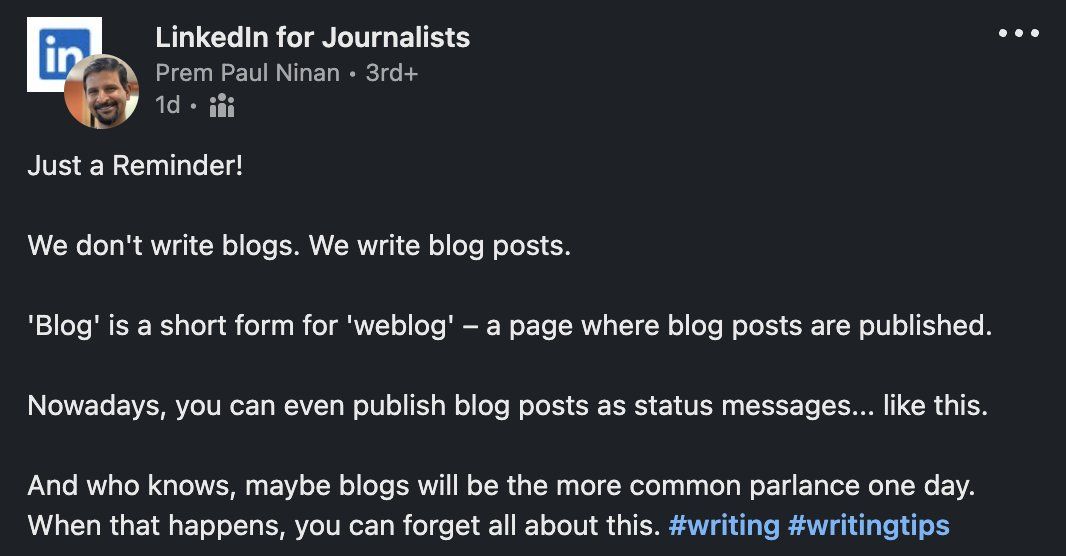 in
LinkedIn for Journalists
Prem Paul Ninan • 3rd+
1d •
Just a Reminder!
We don't write blogs. We write blog posts.
'Blog' is a short form for 'weblog' – a page where blog posts are published.
Nowadays, you can even publish blog posts as status messages... like this.
And who knows, maybe blogs will be the more common parlance one day.
When that happens, you can forget all about this. #writing #writingtips